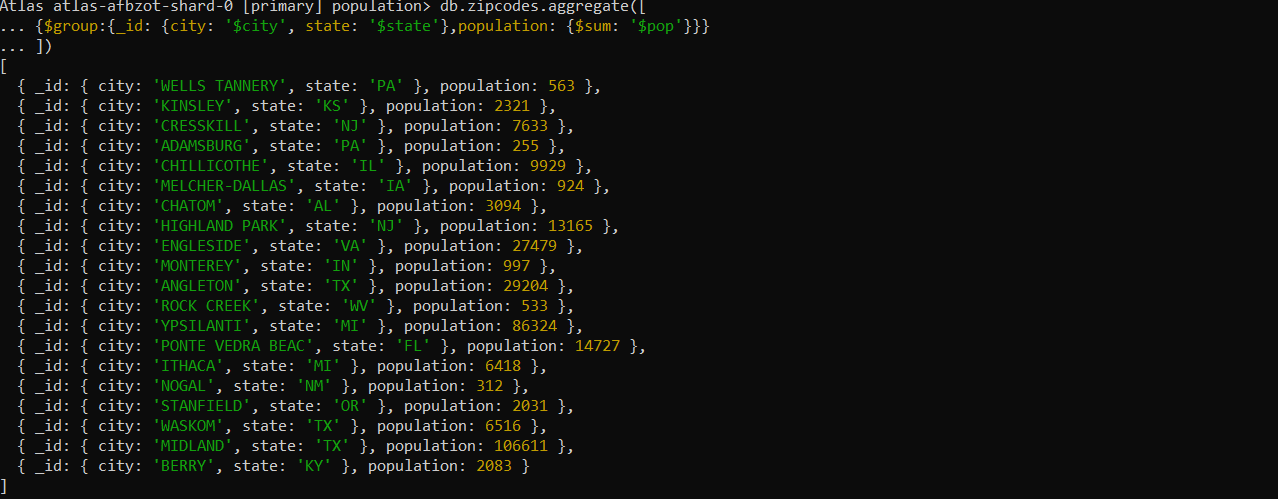 Atlas atlas-afbzot-shard-0 [primary] population> db.zipcodes.aggregate([
... {$group:{_id: {city: '$city', state: '$state'},population: {$sum: '$pop'}}}
... ])
[
  { _id: { city: 'WELLS TANNERY', state: 'PA' }, population: 563 },
  { _id: { city: 'KINSLEY', state: 'KS' }, population: 2321 },
  { _id: { city: 'CRESSKILL', state: 'NJ' }, population: 7633 },
  { _id: { city: 'ADAMSBURG', state: 'PA' }, population: 255 },
  { _id: { city: 'CHILLICOTHE', state: 'IL' }, population: 9929 },
  { _id: { city: 'MELCHER-DALLAS', state: 'IA' }, population: 924 },
  { _id: { city: 'CHATOM', state: 'AL' }, population: 3094 },
  { _id: { city: 'HIGHLAND PARK', state: 'NJ' }, population: 13165 },
  { _id: { city: 'ENGLESIDE', state: 'VA' }, population: 27479 },
  { _id: { city: 'MONTEREY', state: 'IN' }, population: 997 },
  { _id: { city: 'ANGLETON', state: 'TX' }, population: 29204 },
  { _id: { city: 'ROCK CREEK', state: 'WV' }, population: 533 },
  { _id: { city: 'YPSILANTI', state: 'MI' }, population: 86324 },
  { _id: { city: 'PONTE VEDRA BEAC', state: 'FL' }, population: 14727 },
  { _id: { city: 'ITHACA', state: 'MI' }, population: 6418 },
  { _id: { city: 'NOGAL', state: 'NM' }, population: 312 },
  { _id: { city: 'STANFIELD', state: 'OR' }, population: 2031 },
  { _id: { city: 'WASKOM', state: 'TX' }, population: 6516 },
  { _id: { city: 'MIDLAND', state: 'TX' }, population: 106611 },
  { _id: { city: 'BERRY', state: 'KY' }, population: 2083 }
]